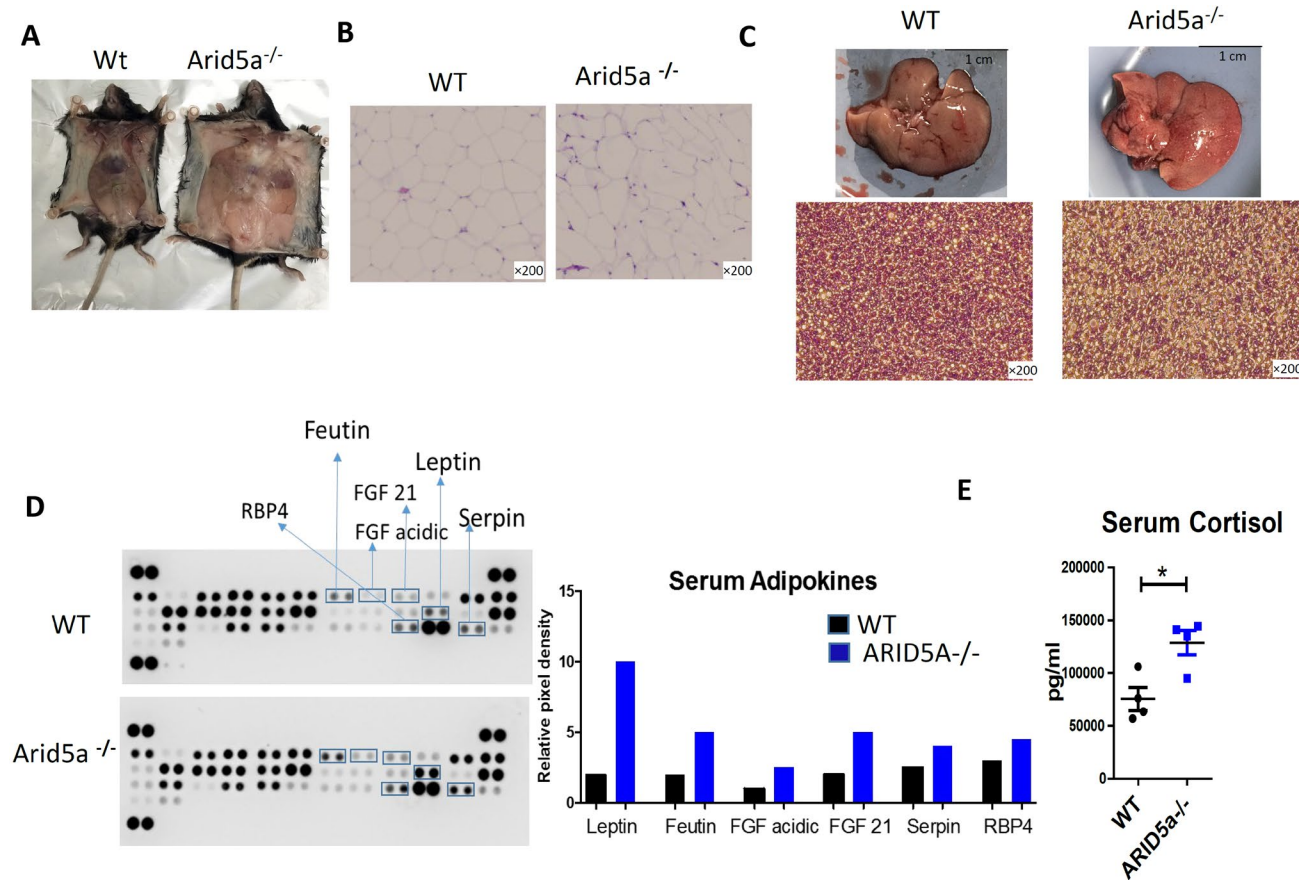 A
Wt
Arid5a-/-
B
WT
Arid5a -/-
×200
×200
C
WT
Arid5a-/-
1 cm
1 cm
×200
×200
D
Feutin
Leptin
FGF 21
RBP4
FGF acidic
Serpin
WT
Arid5a -/-
Serum Adipokines
WT
ARID5A-/-
Relative pixel density
15
10
5
0
Leptin
Feutin
FGF acidic
FGF 21
Serpin
RBP4
E
Serum Cortisol
*
pg/ml
200000
150000
100000
50000
0
WT
ARID5a-/-